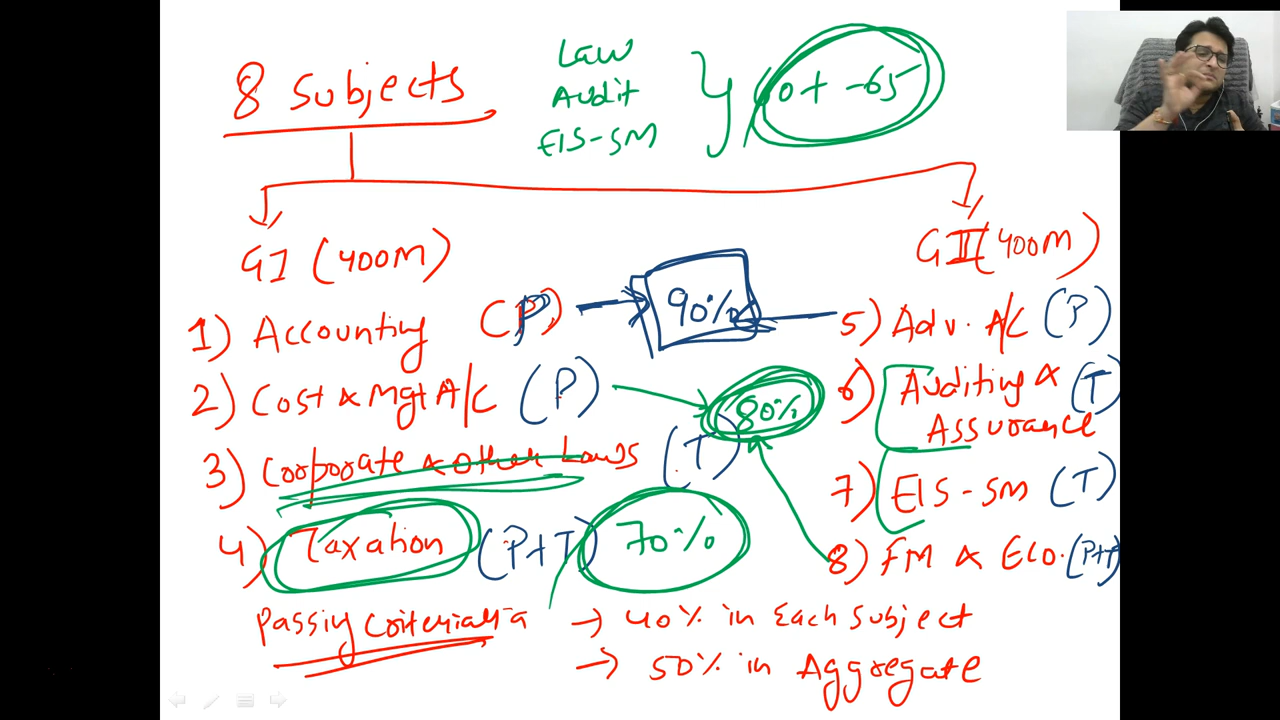 8 Subjects
Law
Audit
EIS-SM
60+ -65
GI (400M)
GII (400M)
1) Accounting (P)
90%
2) Cost & Mgt A/C (P)
80%
3) Corporate & Other Laws (T)
4) Taxation (P+T)
70%
5) Adv. A/C (P)
6) Auditing & (T)
Assurance
7) EIS-SM (T)
8) FM & Eco. (P+T)
→ 40% in Each Subject
→ 50% in Aggregate